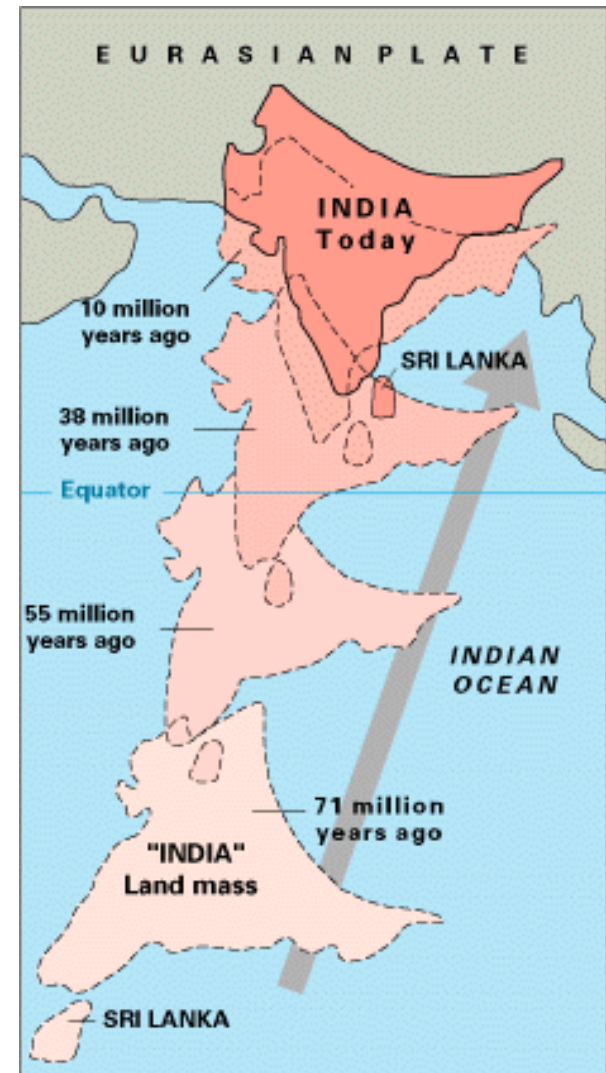 EURASIAN PLATE
INDIA
Today
10 million
years ago
SRI LANKA
38 million
years ago
Equator
55 million
years ago
INDIAN
OCEAN
71 million
years ago
"INDIA"
Land mass
SRI LANKA